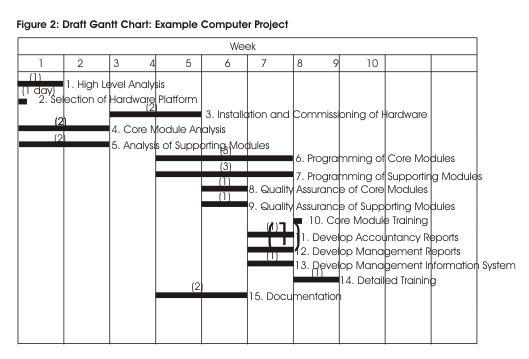 Figure 2: Draft Gantt Chart: Example Computer Project
Week
1 2 3 4 5 6 7 8 9 10
(1)
1. High Level Analysis
(1 day)
2. Selection of Hardware Platform
(2)
3. Installation and Commissioning of Hardware
(2)
4. Core Module Analysis
(2)
5. Analysis of Supporting Modules
(3)
6. Programming of Core Modules
(3)
7. Programming of Supporting Modules
(1)
8. Quality Assurance of Core Modules
(1)
9. Quality Assurance of Supporting Modules
10. Core Module Training
(1)
11. Develop Accountancy Reports
(1)
12. Develop Management Reports
(1)
13. Develop Management Information System
(1)
14. Detailed Training
(2)
15. Documentation